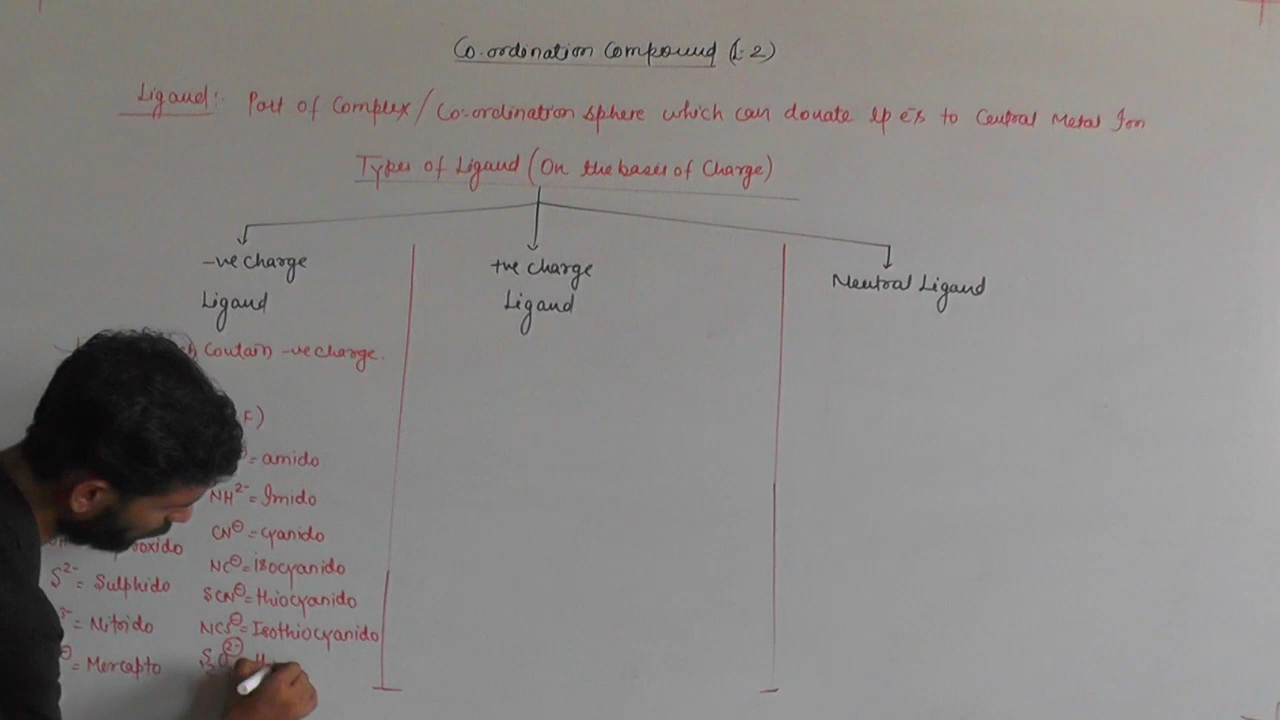 Co-ordination Compound (L-2)
Ligand:- Part of Complex / Co-ordination sphere which can donate lp e⁻s to Central Metal Ion
Types of Ligand (On the bases of Charge)
-ve charge Ligand
+ve charge Ligand
Neutral Ligand
Contain -ve charge.
F)
= amido
NH²⁻ = Imido
CN⊖ = cyanido
oxido
NC⊖ = isocyanido
S²⁻ = Sulphido
SCN⊖ = thiocyanido
³⁻ = Nitrido
NCS⊖ = Isothiocyanido
⊖ = Mercapto